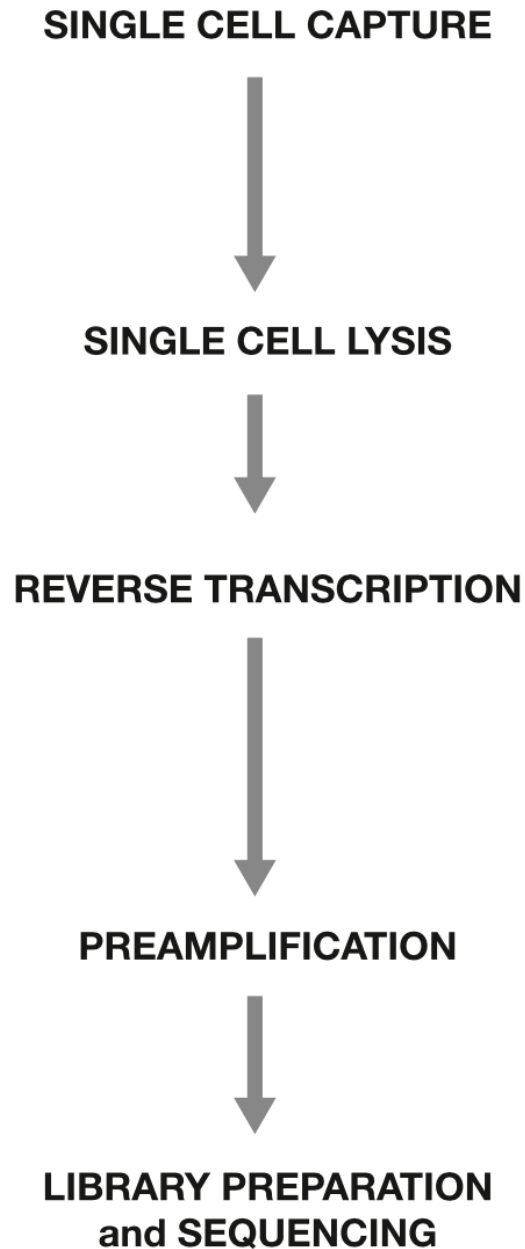 SINGLE CELL CAPTURE
SINGLE CELL LYSIS
REVERSE TRANSCRIPTION
PREAMPLIFICATION
LIBRARY PREPARATION
and SEQUENCING